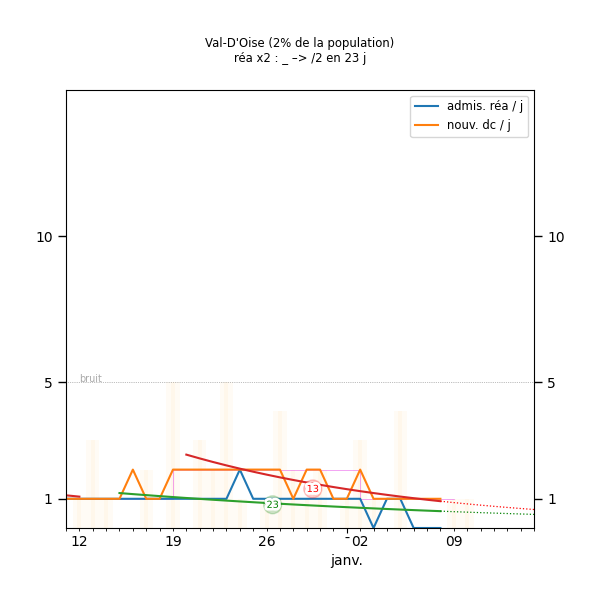 Val-D'Oise (2% de la population)
réa x2 : _ –> /2 en 23 j
admis. réa / j
nouv. dc / j
10
10
bruit
5
5
13
23
1
1
12
19
26
02
09
janv.